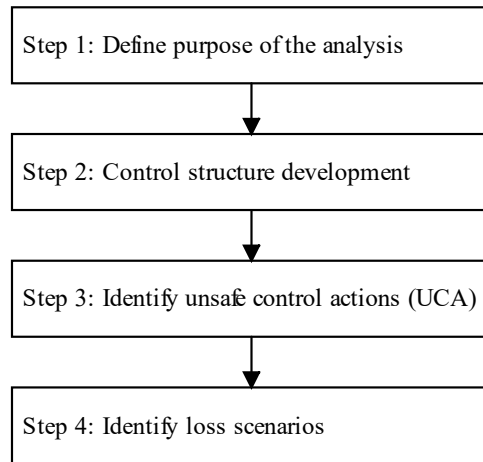 Step 1: Define purpose of the analysis
Step 2: Control structure development
Step 3: Identify unsafe control actions (UCA)
Step 4: Identify loss scenarios